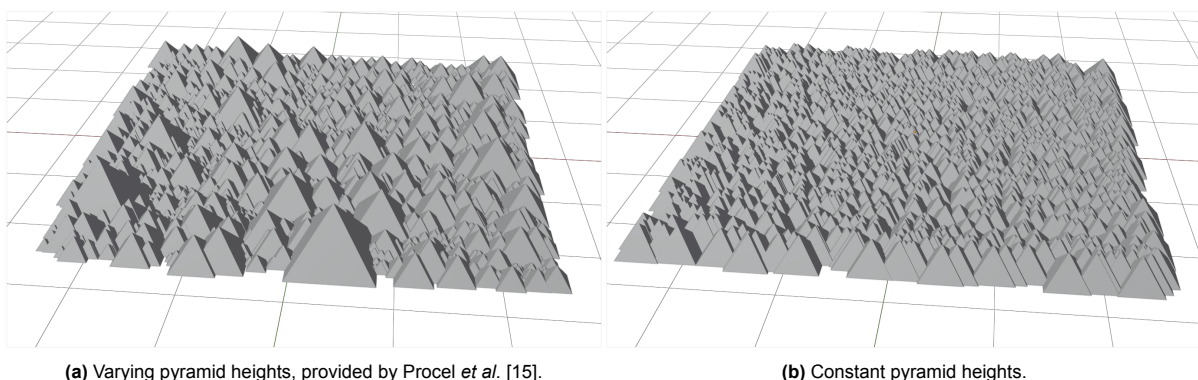 (a) Varying pyramid heights, provided by Procel et al. [15].
(b) Constant pyramid heights.